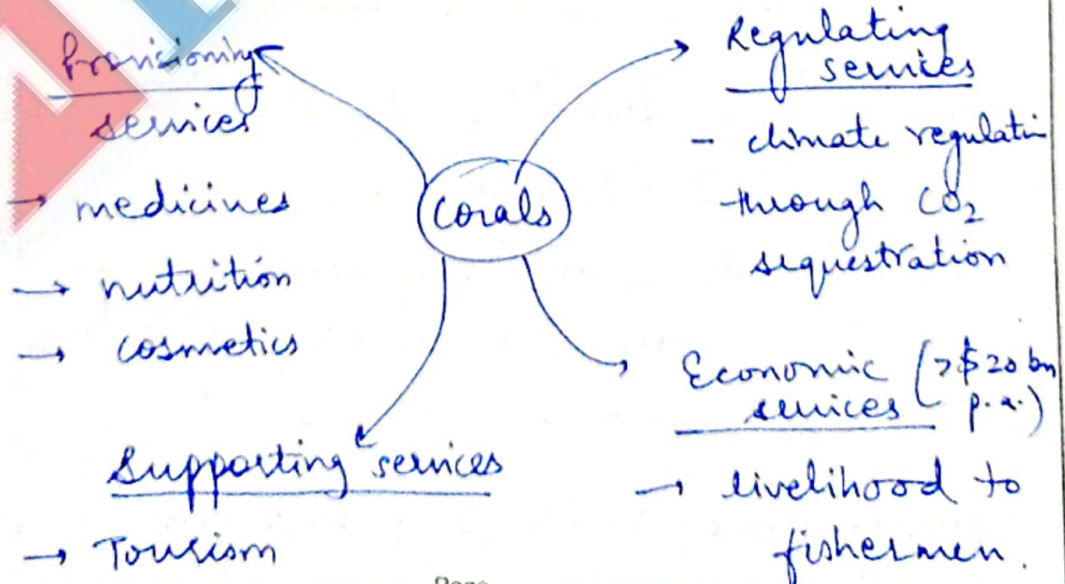 Provisioning
services
→ medicines
→ nutrition
→ cosmetics
Corals
Regulating
services
- climate regulati
through CO₂
sequestration
Supporting services
→ Tourism
Economic (>$20 bn
services p.a.)
→ livelihood to
fishermen.